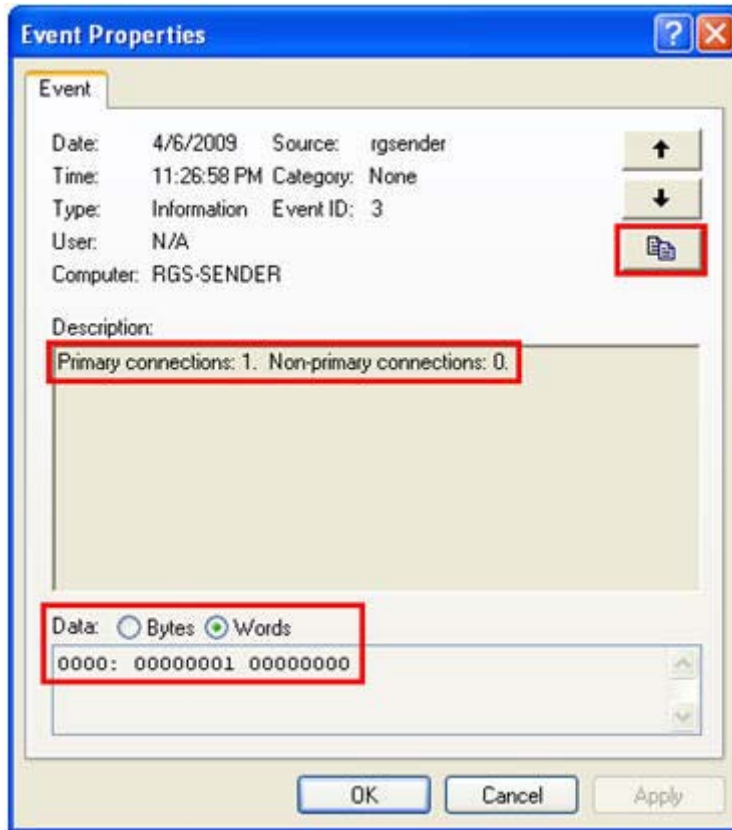 Event Properties
Event
Date: 4/6/2009 Source: rgsender
Time: 11:26:58 PM Category: None
Type: Information Event ID: 3
User: N/A
Computer: RGS-SENDER
Description:
Primary connections: 1. Non-primary connections: 0.
Data: Bytes Words
0000: 00000001 00000000
OK Cancel Apply